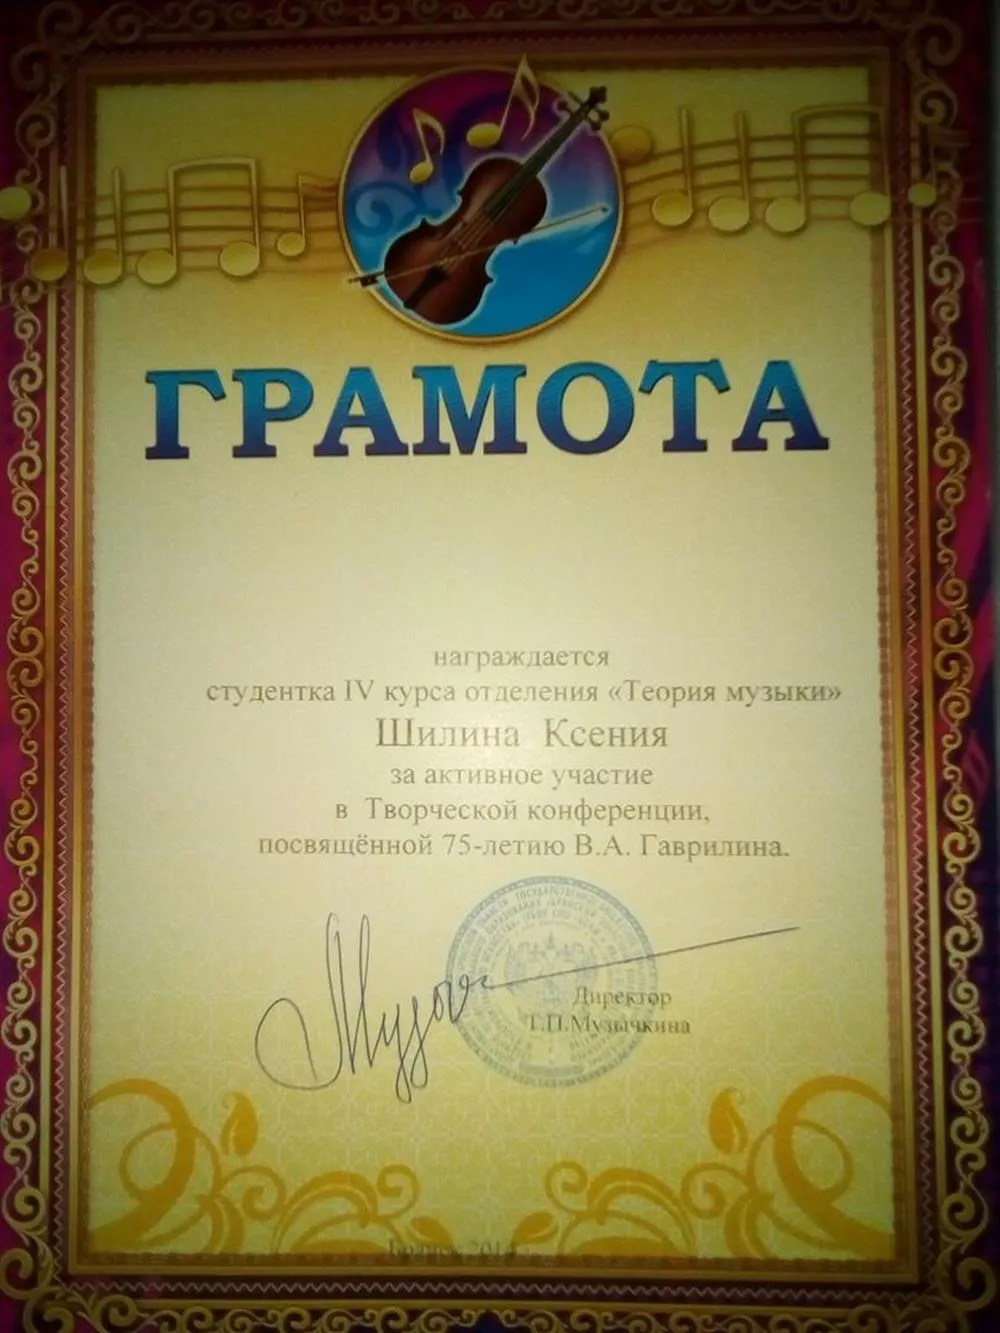 ГРАМОТА
награждается
студентка IV курса отделения «Теория музыки»
Шилина Ксения
за активное участие
в Творческой конференции,
посвящённой 75-летию В.А. Гаврилина.
Директор
Т.П.Музычкина
2014